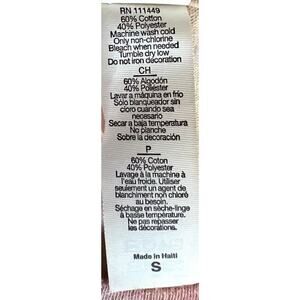 RN 111449
60% Cotton
40% Polyester
Machine wash cold
Only non-chlorine
Bleach when needed
Tumble dry low
Do not iron decoration
CH
60% Algodón
40% Poliéster
Lavar a máquina en frío
Solo blanqueador sin
cloro cuando sea
necesario
Secar a baja temperatura
No planche
Sobre la decoración
P
60% Coton
40% Polyester
Lavage à la machine à
l'eau froide. Utiliser
seulement un agent de
blanchiment non chloré
au besoin.
Séchage en sèche-linge
à basse température.
Ne pas repasser
les décorations.
Made in Haiti
S